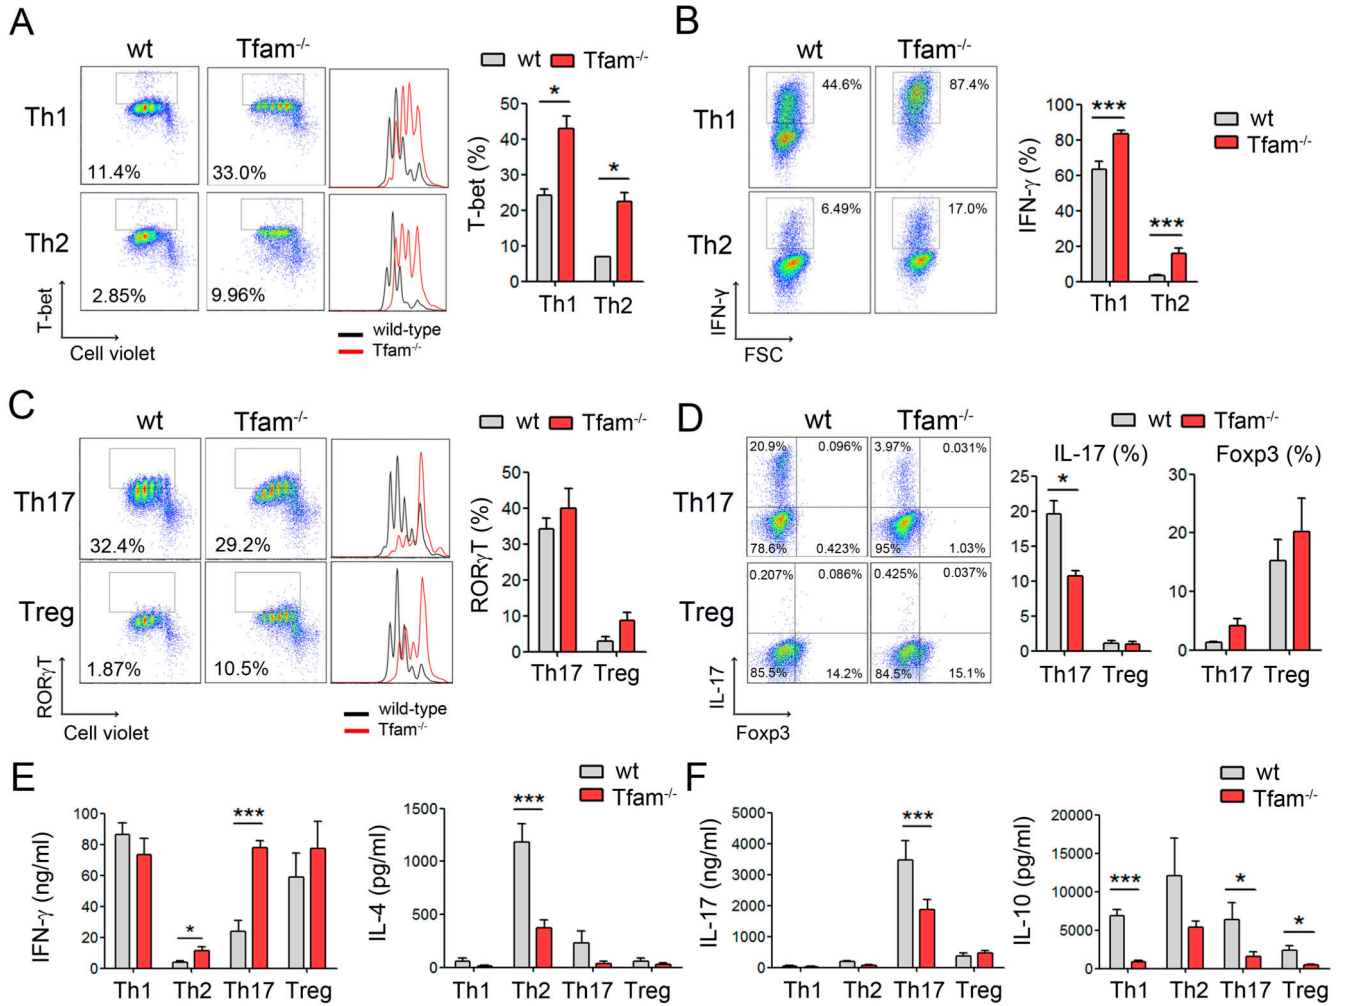 A
wt
Tfam-/-
wt Tfam-/-
Th1
11.4%
33.0%
Th2
2.85%
9.96%
T-bet
Cell violet
wild-type
Tfam-/-
T-bet (%)
50
40
30
20
10
0
*
*
Th1 Th2
B
wt
Tfam-/-
Th1
44.6%
87.4%
Th2
6.49%
17.0%
IFN-γ
FSC
IFN-γ (%)
100
80
60
40
20
0
***
***
Th1 Th2
wt
Tfam-/-
C
wt
Tfam-/-
wt Tfam-/-
Th17
32.4%
29.2%
Treg
1.87%
10.5%
RORγT
Cell violet
wild-type
Tfam-/-
RORγT (%)
50
40
30
20
10
0
Th17 Treg
D
wt
Tfam-/-
wt Tfam-/-
Th17
20.9% 0.096% 3.97% 0.031%
78.6% 0.423% 95% 1.03%
Treg
0.207% 0.086% 0.425% 0.037%
85.5% 14.2% 84.5% 15.1%
IL-17
Foxp3
IL-17 (%)
25
20
15
10
5
0
*
Th17 Treg
Foxp3 (%)
30
20
10
0
Th17 Treg
E
wt
Tfam-/-
IFN-γ (ng/ml)
100
80
60
40
20
0
*
***
Th1 Th2 Th17 Treg
IL-4 (pg/ml)
1500
1000
500
0
***
Th1 Th2 Th17 Treg
F
wt
Tfam-/-
IL-17 (ng/ml)
5000
4000
3000
2000
1000
0
***
Th1 Th2 Th17 Treg
IL-10 (pg/ml)
20000
15000
10000
5000
0
***
*
*
Th1 Th2 Th17 Treg